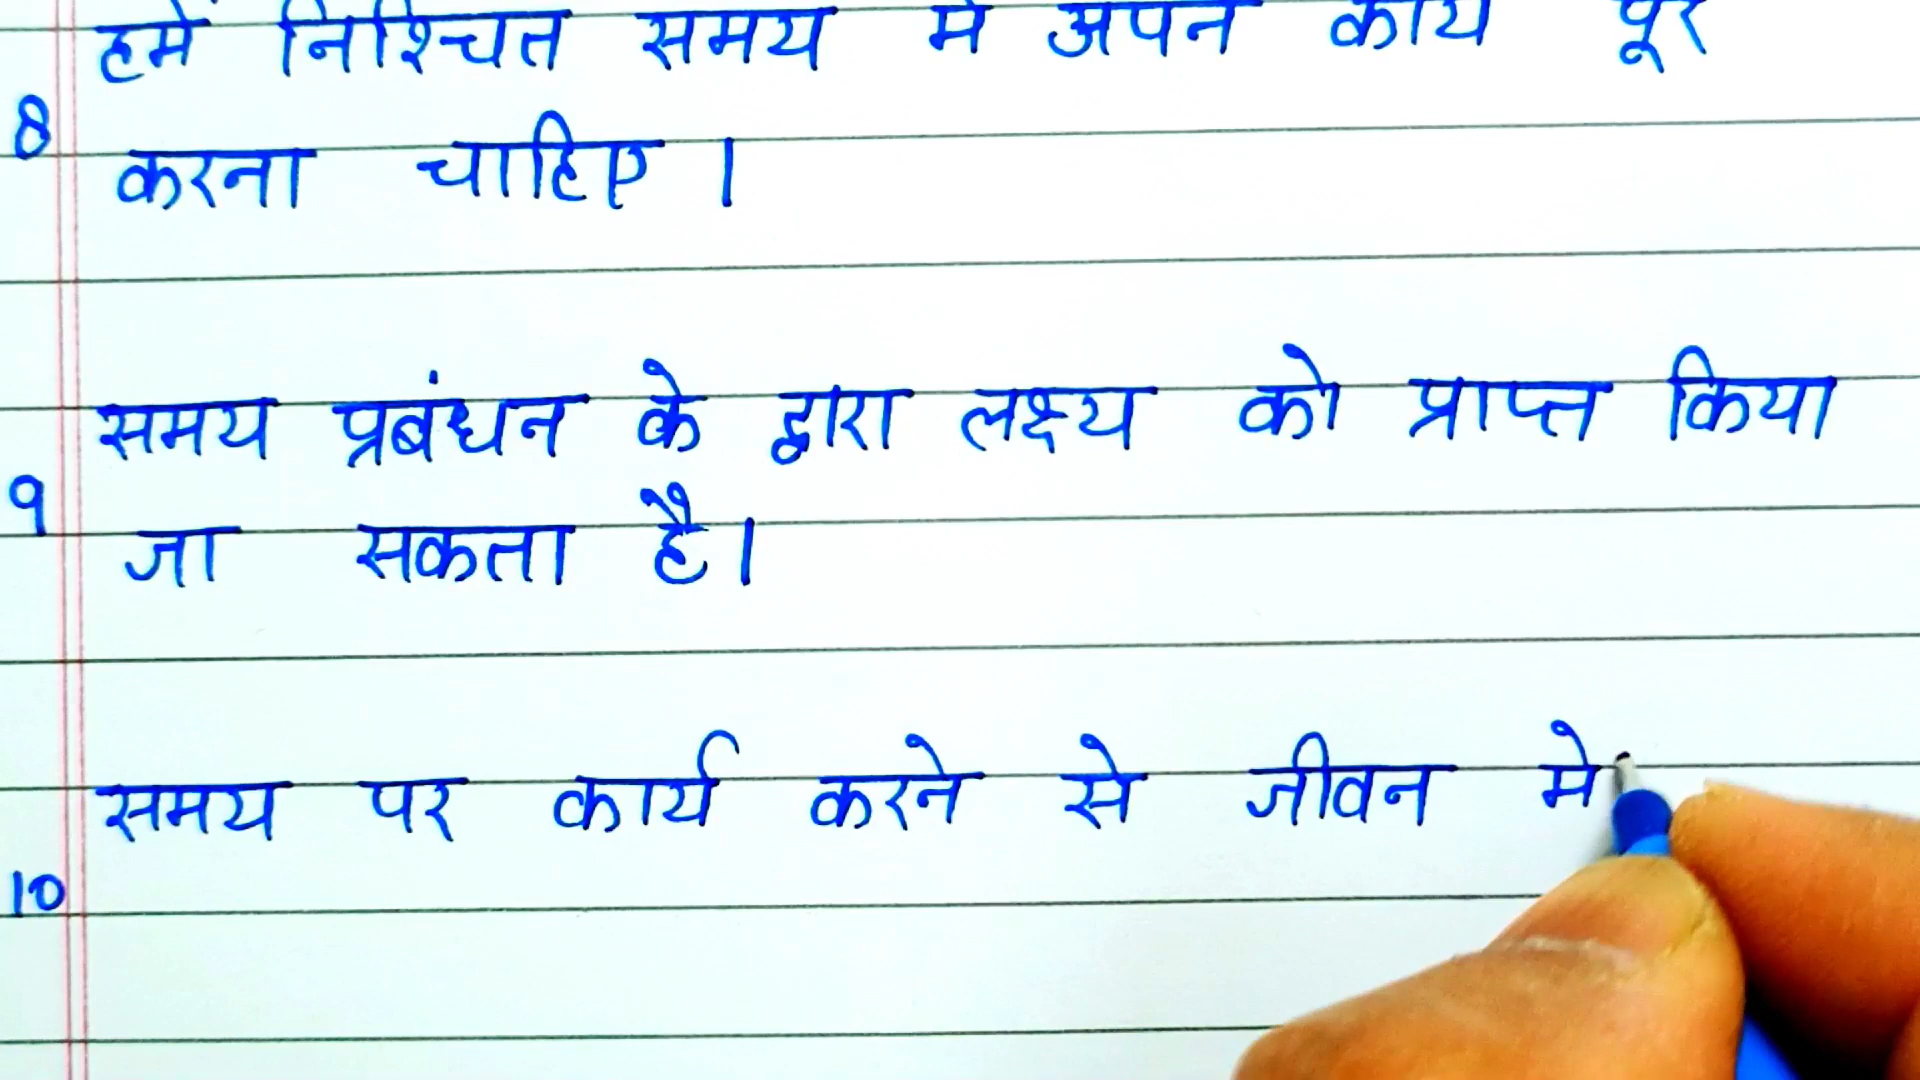 हमें निश्चित समय में अपने कार्य पूरे
8
करना चाहिए ।
समय प्रबंधन के द्वारा लक्ष्य को प्राप्त किया
9
जा सकता है।
समय पर कार्य करने से जीवन मे
10